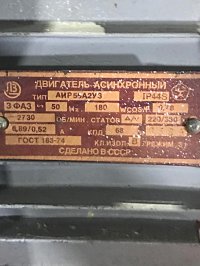 ДВИГАТЕЛЬ АСИНХРОННЫЙ
ТИП АИР56А2У3 IP44S
3 ФАЗ 50 Hz 180 W COS 0,78
2730 ОБ/МИН. СТАТОР Δ/Y 220/380
0,89/0,52 A КПД 68
ГОСТ 183-74 КЛ.ИЗОЛ. B РЕЖИМ S1
СДЕЛАНО В СССР